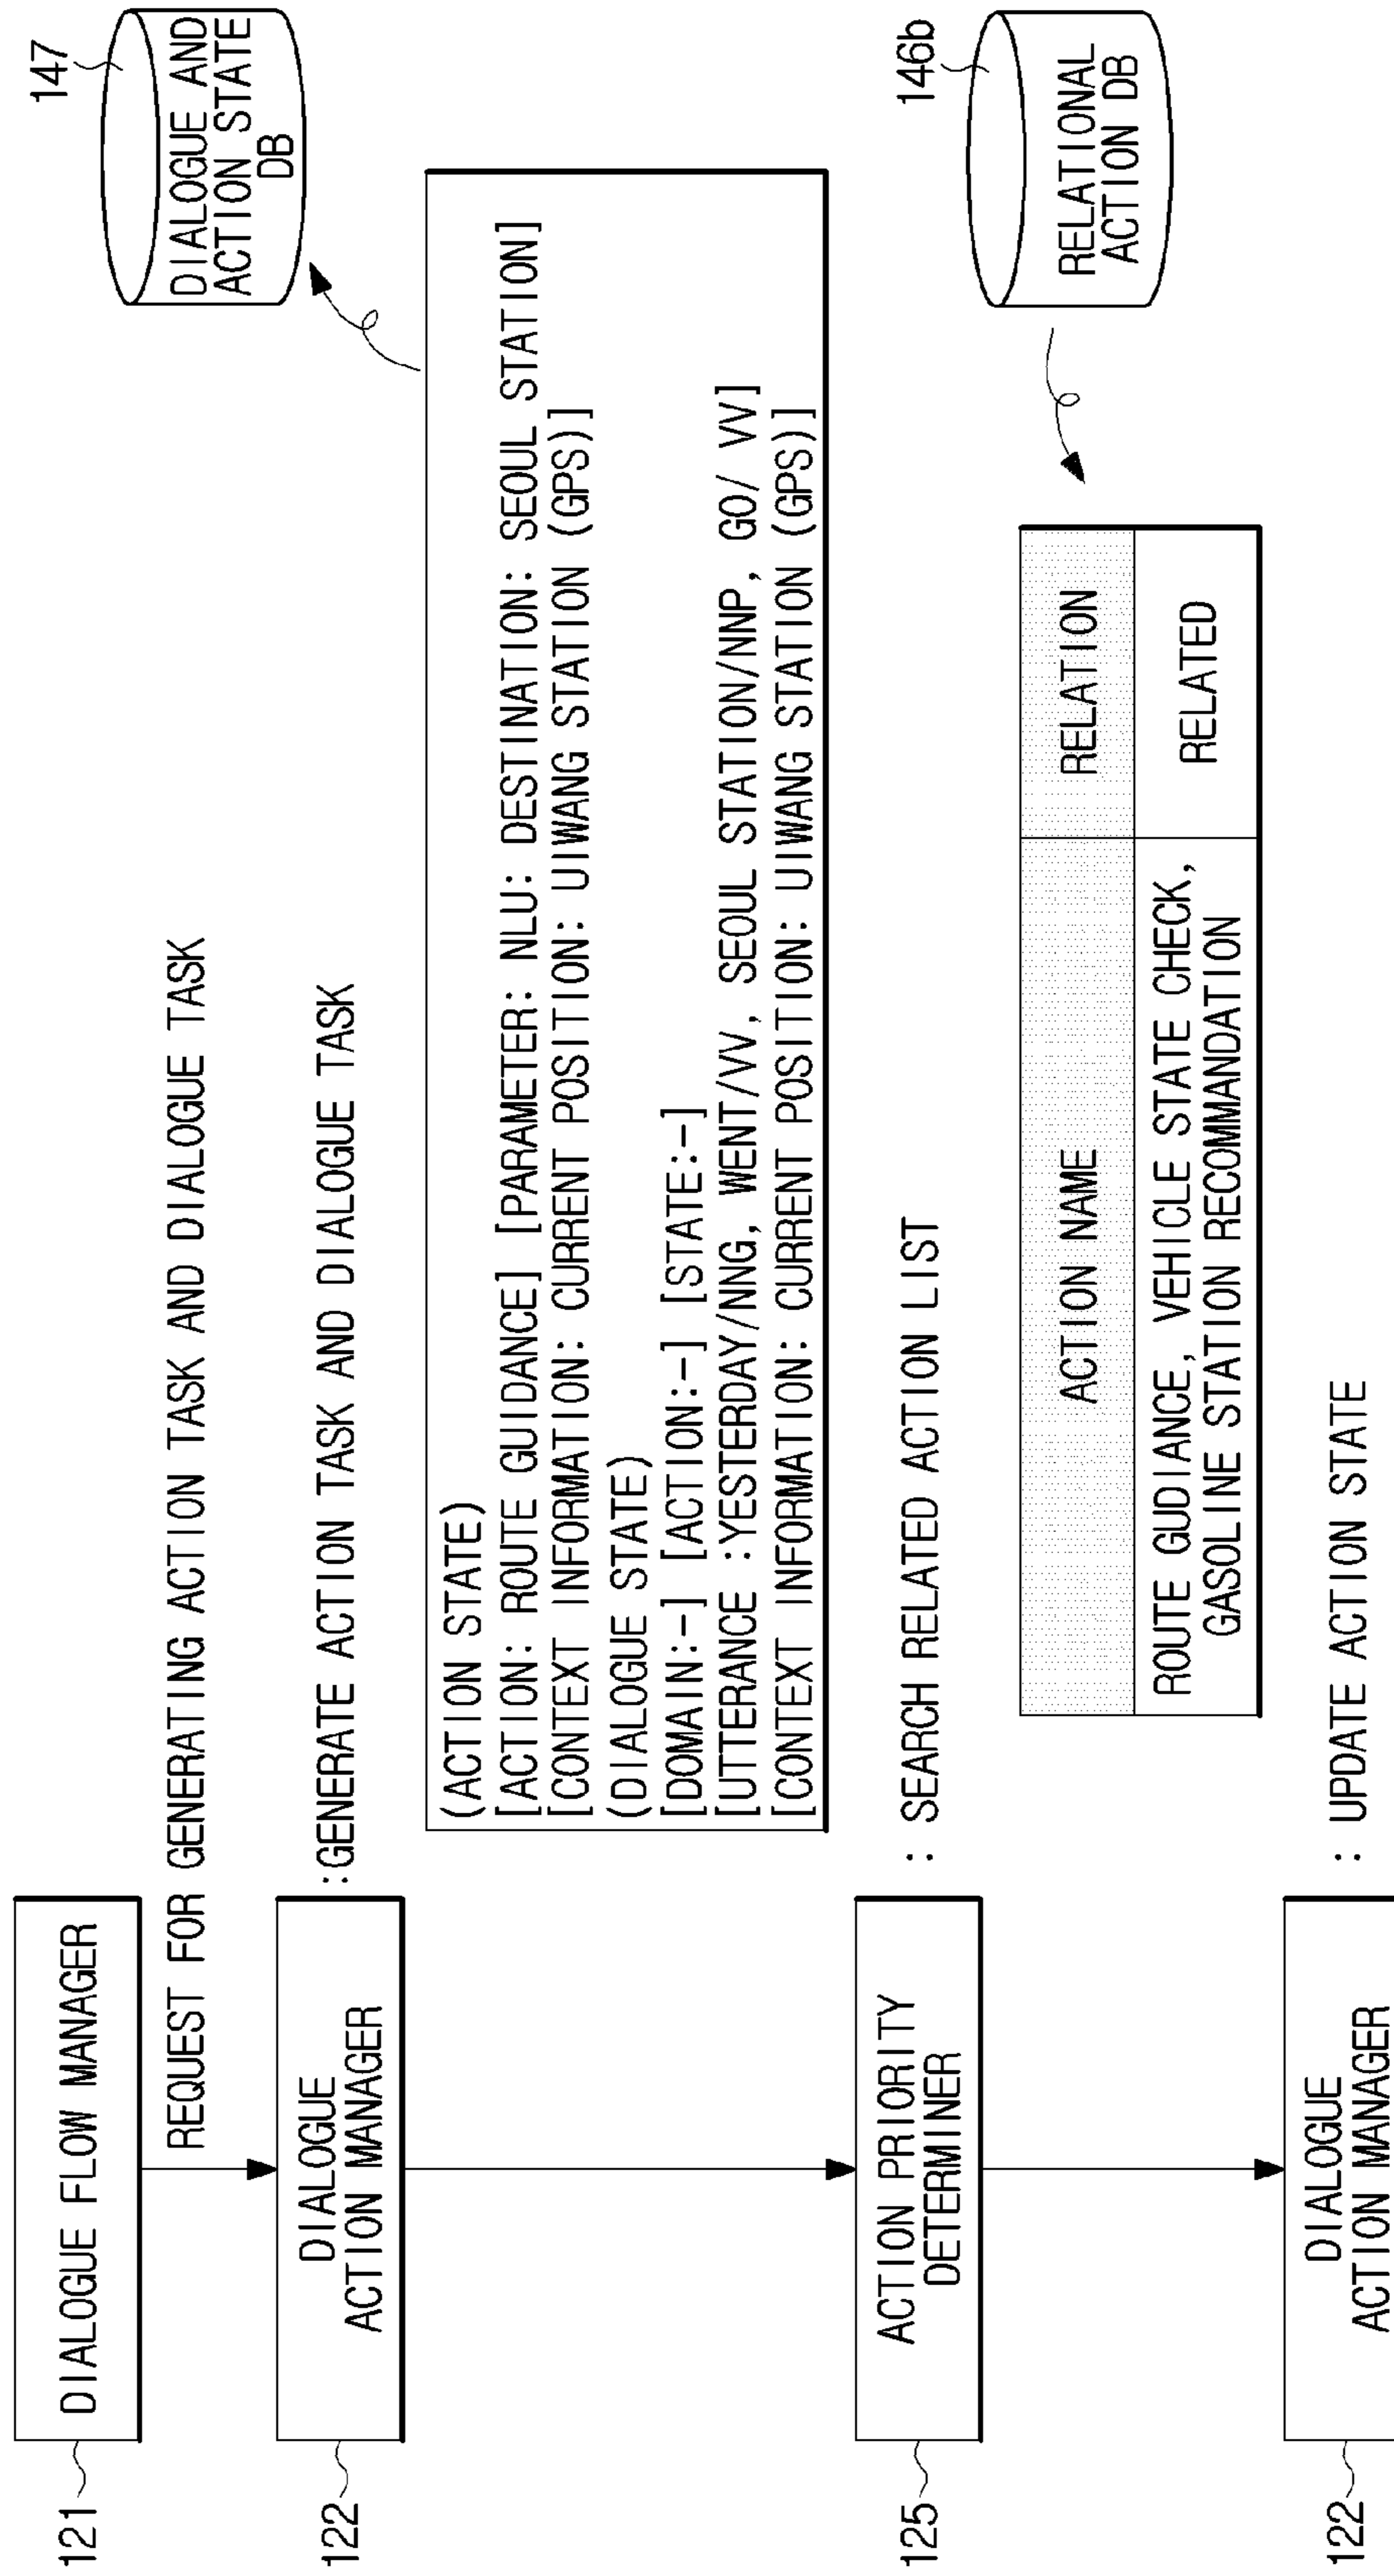 121
DIALOGUE FLOW MANAGER
REQUEST FOR GENERATING ACTION TASK AND DIALOGUE TASK
147
DIALOGUE AND
ACTION STATE
DB
122
DIALOGUE
ACTION MANAGER
:GENERATE ACTION TASK AND DIALOGUE TASK
(ACTION STATE)
[ACTION: ROUTE GUIDANCE] [PARAMETER: NLU: DESTINATION: SEOUL STATION]
[CONTEXT INFORMATION: CURRENT POSITION: UIWANG STATION (GPS)]
(DIALOGUE STATE)
[DOMAIN:-] [ACTION:-] [STATE:-]
[UTTERANCE :YESTERDAY/NNG, WENT/VV, SEOUL STATION/NNP, GO/ VV]
[CONTEXT INFORMATION: CURRENT POSITION: UIWANG STATION (GPS)]
125
ACTION PRIORITY
DETERMINER
: SEARCH RELATED ACTION LIST
146b
RELATIONAL
ACTION DB
ACTION NAME
RELATION
ROUTE GUDIANCE, VEHICLE STATE CHECK,
GASOLINE STATION RECOMMANDATION
RELATED
122
DIALOGUE
ACTION MANAGER
: UPDATE ACTION STATE